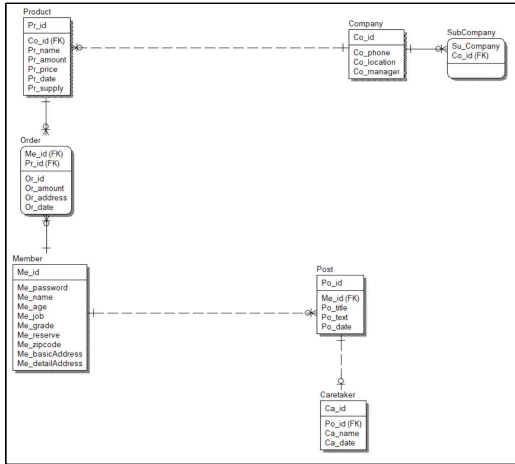 Product
Pr_id
Co_id (FK)
Pr_name
Pr_amount
Pr_price
Pr_date
Pr_supply
Company
Co_id
Co_phone
Co_location
Co_manager
SubCompany
Su_Company
Co_id (FK)
Order
Me_id (FK)
Pr_id (FK)
Or_id
Or_amount
Or_address
Or_date
Member
Me_id
Me_password
Me_name
Me_age
Me_job
Me_grade
Me_reserve
Me_zipcode
Me_basicAddress
Me_detailAddress
Post
Po_id
Me_id (FK)
Po_title
Po_text
Po_date
Caretaker
Ca_id
Po_id (FK)
Ca_name
Ca_date